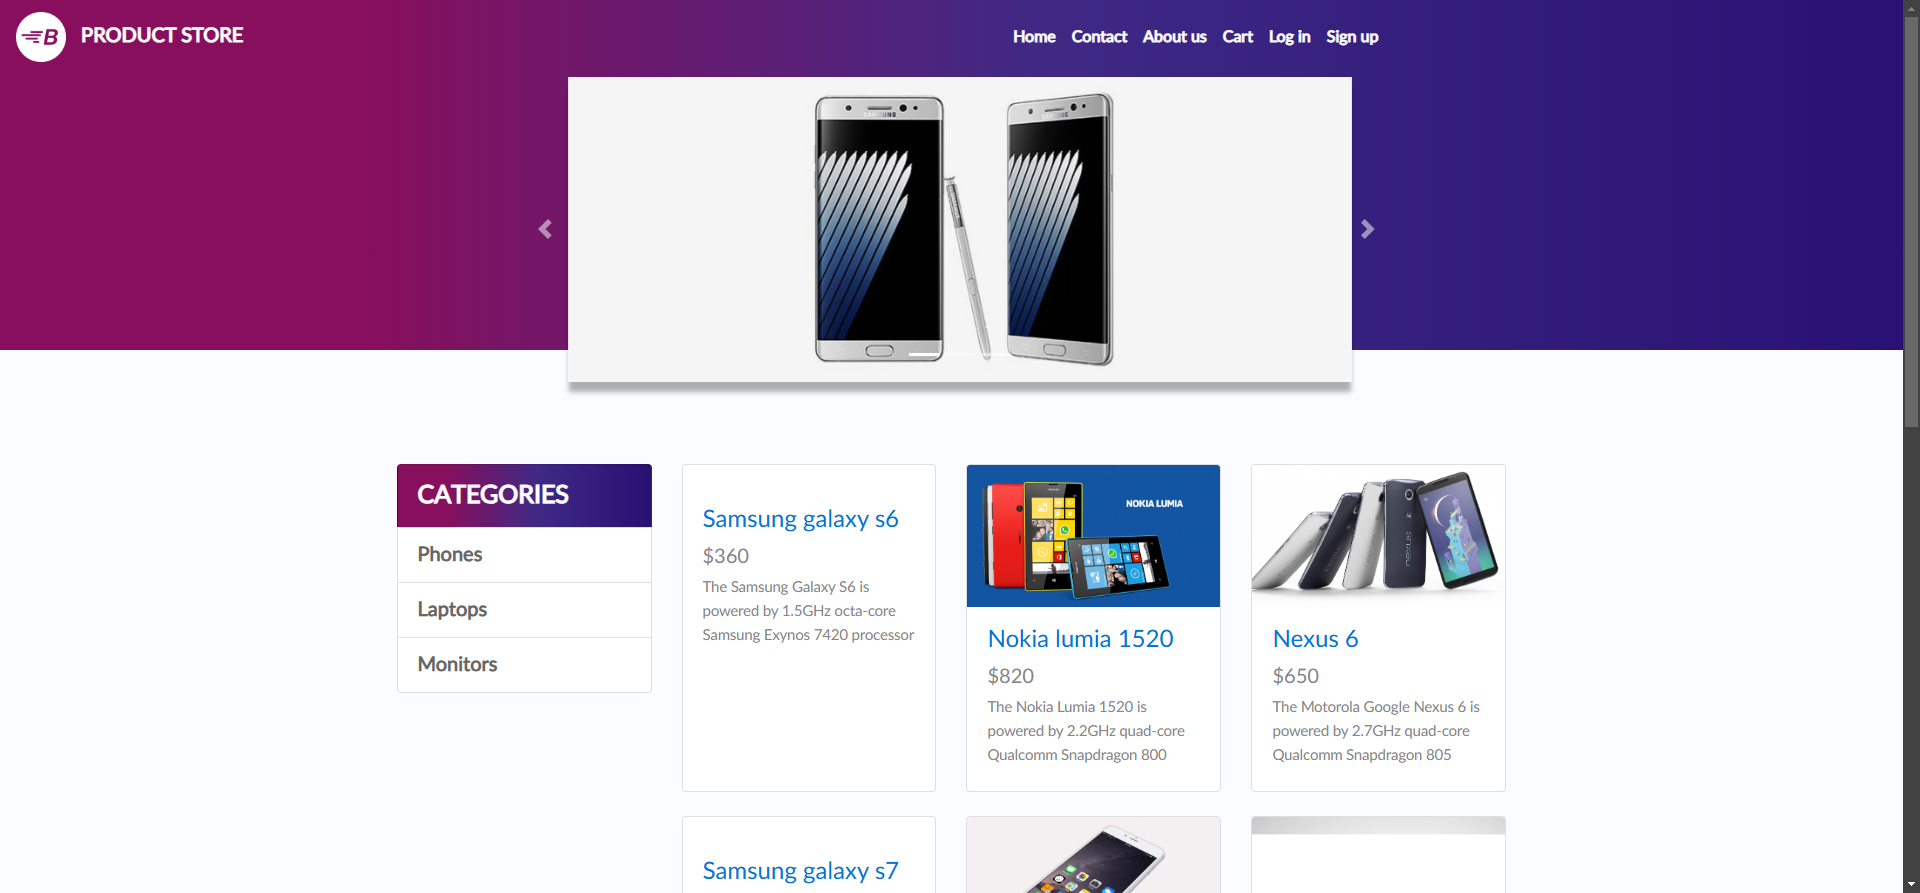 B PRODUCT STORE
Home Contact About us Cart Log in Sign up
SAMSUNG
CATEGORIES
Phones
Laptops
Monitors
Samsung galaxy s6
$360
The Samsung Galaxy S6 is
powered by 1.5GHz octa-core
Samsung Exynos 7420 processor
NOKIA LUMIA
Nokia lumia 1520
$820
The Nokia Lumia 1520 is
powered by 2.2GHz quad-core
Qualcomm Snapdragon 800
nexus
Nexus 6
$650
The Motorola Google Nexus 6 is
powered by 2.7GHz quad-core
Qualcomm Snapdragon 805
Samsung galaxy s7